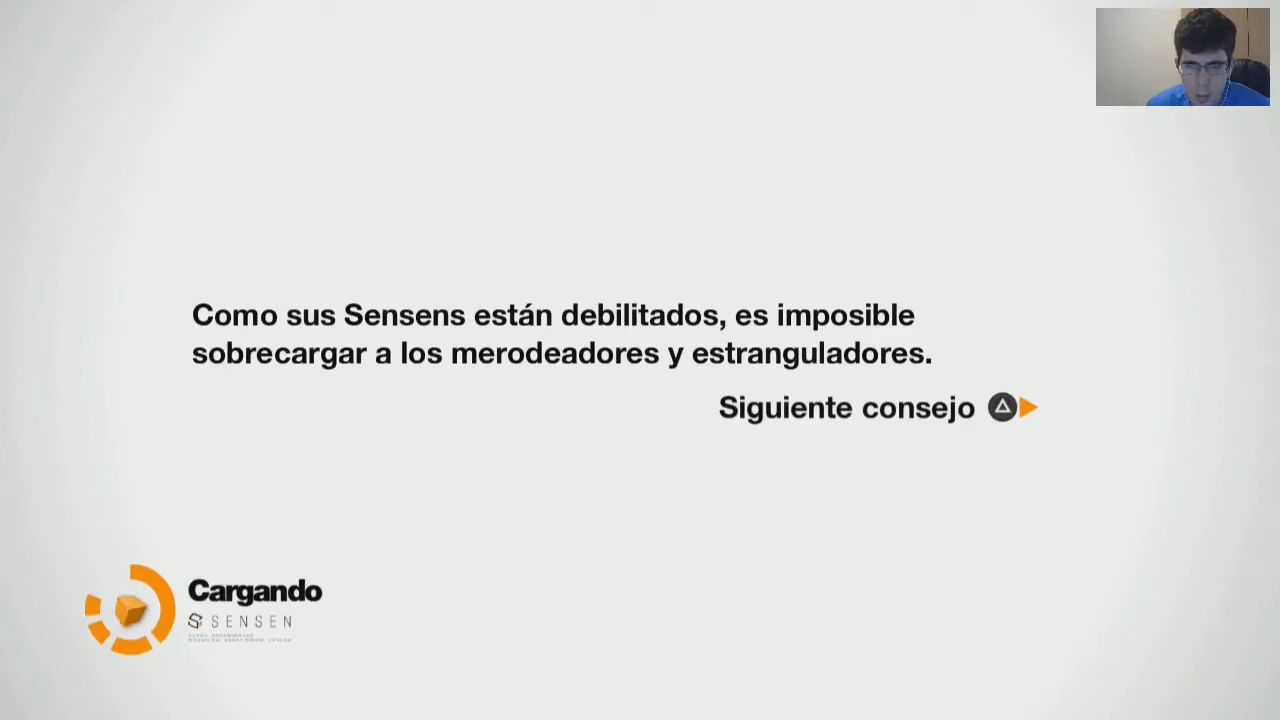 Como sus Sensens están debilitados, es imposible
sobrecargar a los merodeadores y estranguladores.
Siguiente consejo
Cargando
SENSEN